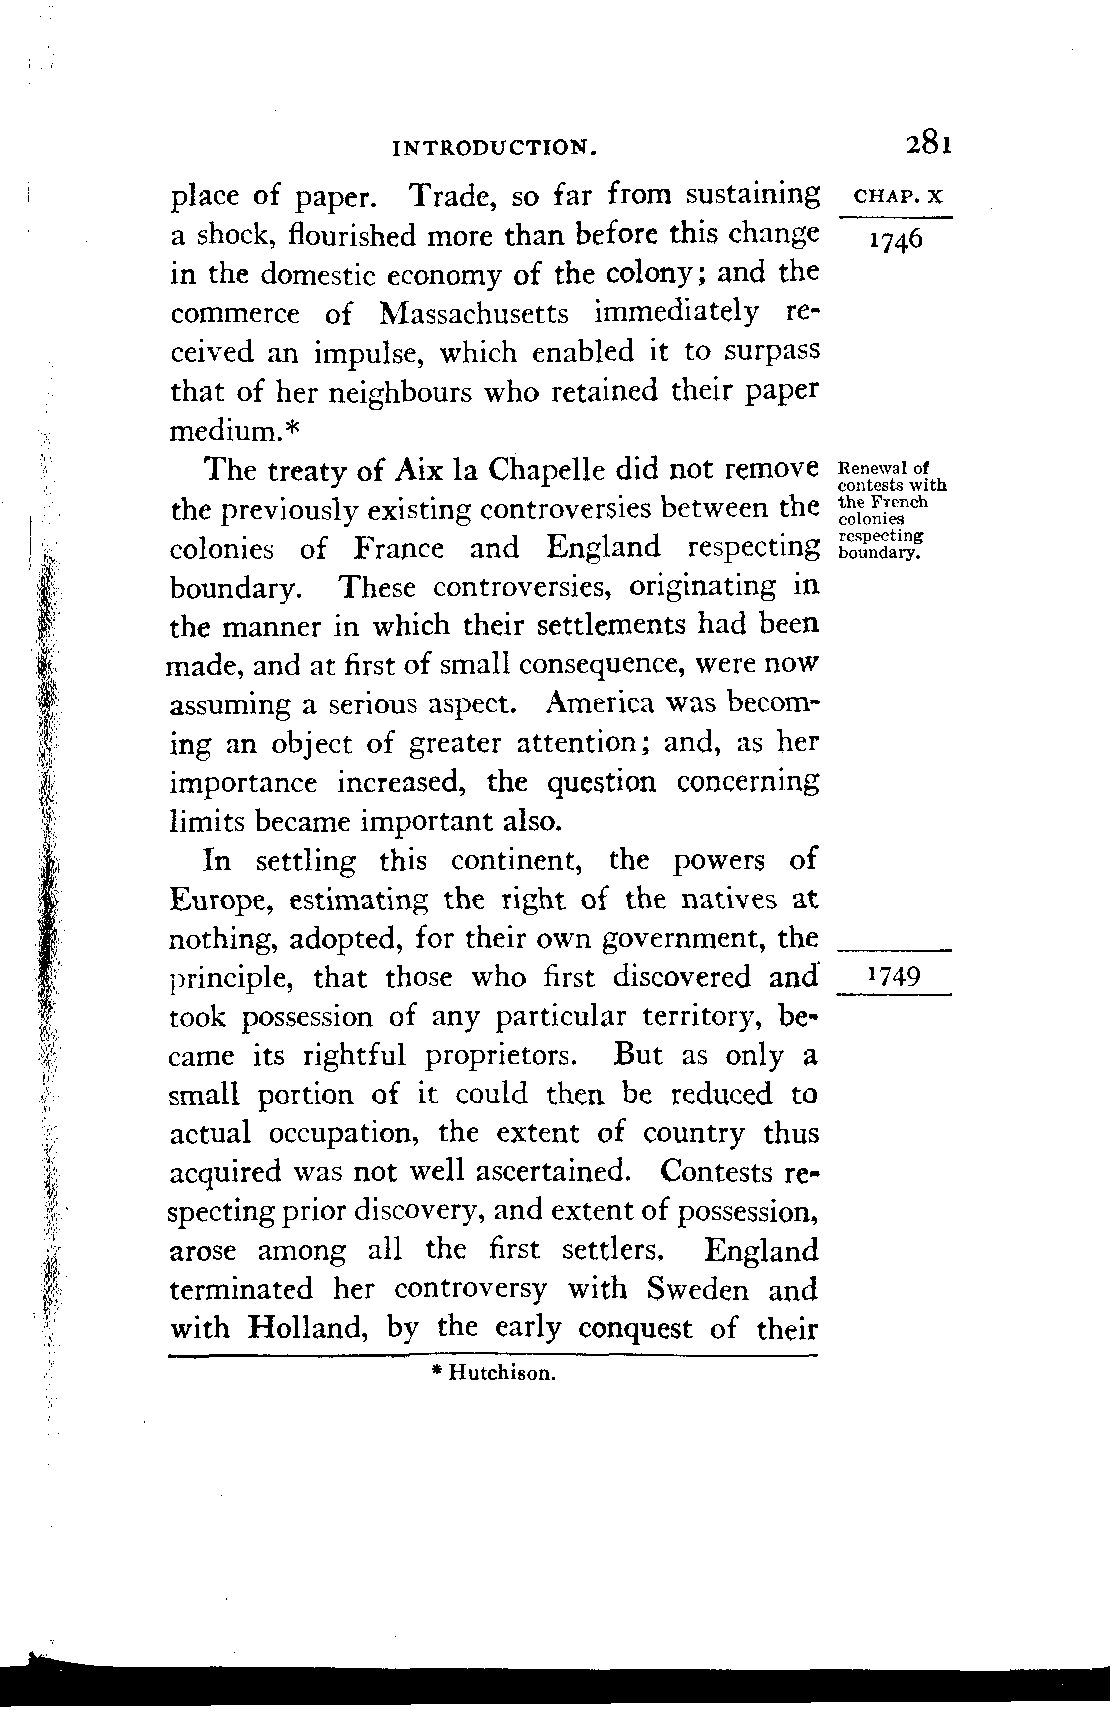 INTRODUCTION. 281
place of paper. Trade, so far from sustaining
CHAP. X
a shock, flourished more than before this change
1746
in the domestic economy of the colony; and the
commerce of Massachusetts immediately re-
ceived an impulse, which enabled it to surpass
that of her neighbours who retained their paper
medium.*
The treaty of Aix la Chapelle did not remove
the previously existing controversies between the
colonies of France and England respecting
Renewal of
contests with
the French
colonies
respecting
boundary.
boundary. These controversies, originating in
the manner in which their settlements had been
made, and at first of small consequence, were now
assuming a serious aspect. America was becom-
ing an object of greater attention; and, as her
importance increased, the question concerning
limits became important also.
In settling this continent, the powers of
Europe, estimating the right of the natives at
nothing, adopted, for their own government, the
principle, that those who first discovered and
1749
took possession of any particular territory, be-
came its rightful proprietors. But as only a
small portion of it could then be reduced to
actual occupation, the extent of country thus
acquired was not well ascertained. Contests re-
specting prior discovery, and extent of possession,
arose among all the first settlers. England
terminated her controversy with Sweden and
with Holland, by the early conquest of their
* Hutchison.